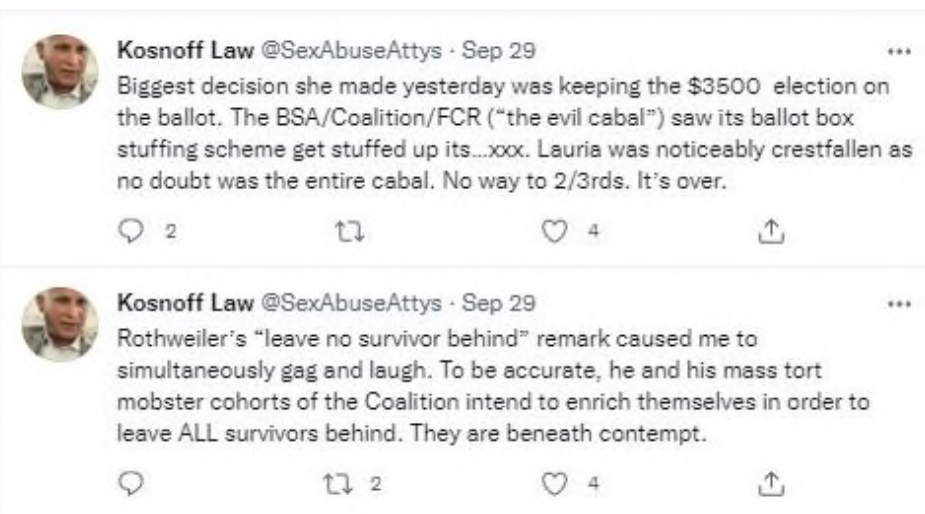 Kosnoff Law @SexAbuseAttys · Sep 29
Biggest decision she made yesterday was keeping the $3500 election on
the ballot. The BSA/Coalition/FCR (“the evil cabal”) saw its ballot box
stuffing scheme get stuffed up its...xxx. Lauria was noticeably crestfallen as
no doubt was the entire cabal. No way to 2/3rds. It’s over.
2 4
Kosnoff Law @SexAbuseAttys · Sep 29
Rothweiler’s “leave no survivor behind” remark caused me to
simultaneously gag and laugh. To be accurate, he and his mass tort
mobster cohorts of the Coalition intend to enrich themselves in order to
leave ALL survivors behind. They are beneath contempt.
2 4